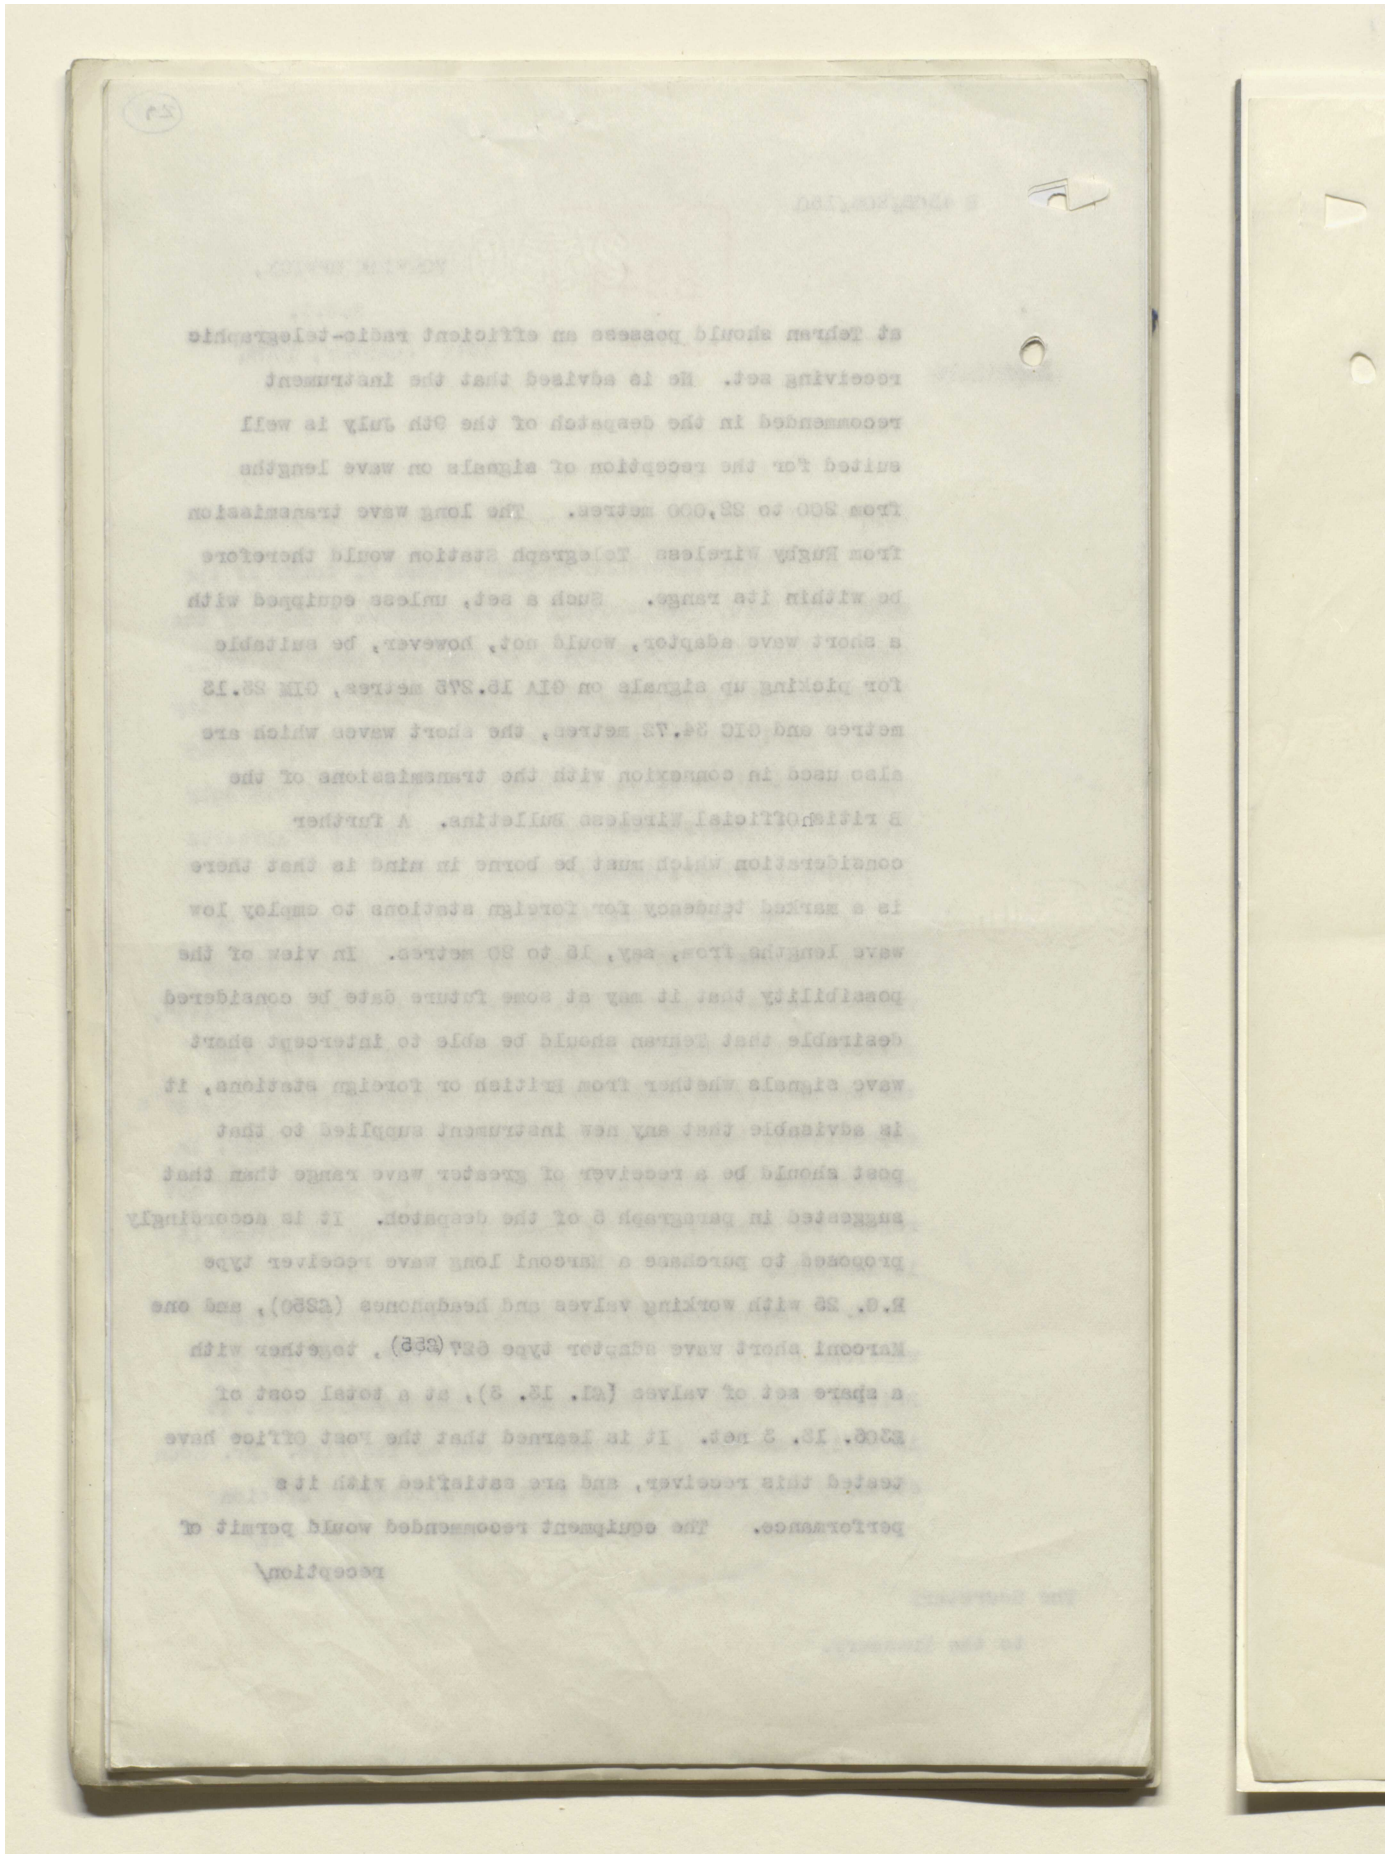 at Tehran should possess an efficient radio-telegraphic
receiving set. He is advised that the instrument
recommended in the despatch of the 9th July is well
suited for the reception of signals on wave lengths
from 200 to 22,000 metres. The long wave transmission
from Rugby Wireless Telegraph Station would therefore
be within its range. Such a set, unless equipped with
a short wave adaptor, would not, however, be suitable
for picking up signals on GIA 15.275 metres, GIM 25.15
metres and GIC 34.72 metres, the short waves which are
also used in connexion with the transmissions of the
British Official Wireless Bulletins. A further
consideration which must be borne in mind is that there
is a marked tendency for foreign stations to employ low
wave lengths from, say, 15 to 20 metres. In view of the
possibility that it may at some future date be considered
desirable that Tehran should be able to intercept short
wave signals whether from British or foreign stations, it
is advisable that any new instrument supplied to that
post should be a receiver of greater wave range than that
suggested in paragraph 5 of the despatch. It is accordingly
proposed to purchase a Marconi long wave receiver type
R.G. 25 with working valves and headphones (£250), and one
Marconi short wave adaptor type 627 (£55), together with
a spare set of valves (£1. 13. 3), at a total cost of
£306. 13. 3 net. It is learned that the Post Office have
tested this receiver, and are satisfied with its
performance. The equipment recommended would permit of
reception/